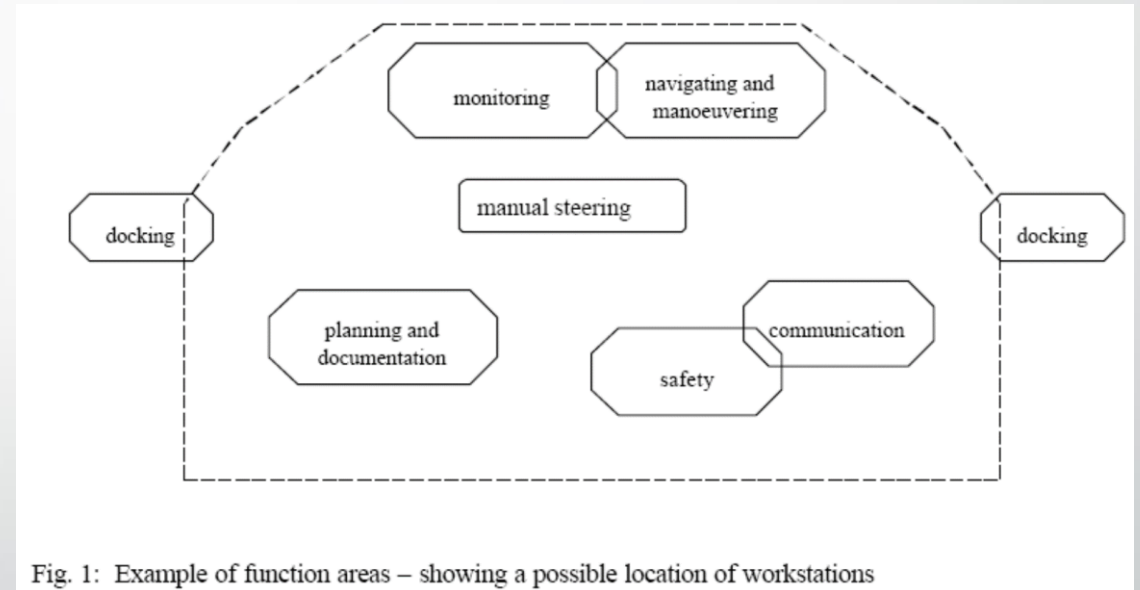 monitoring
navigating and
manoeuvering
manual steering
docking
docking
planning and
documentation
communication
safety
Fig. 1: Example of function areas – showing a possible location of workstations